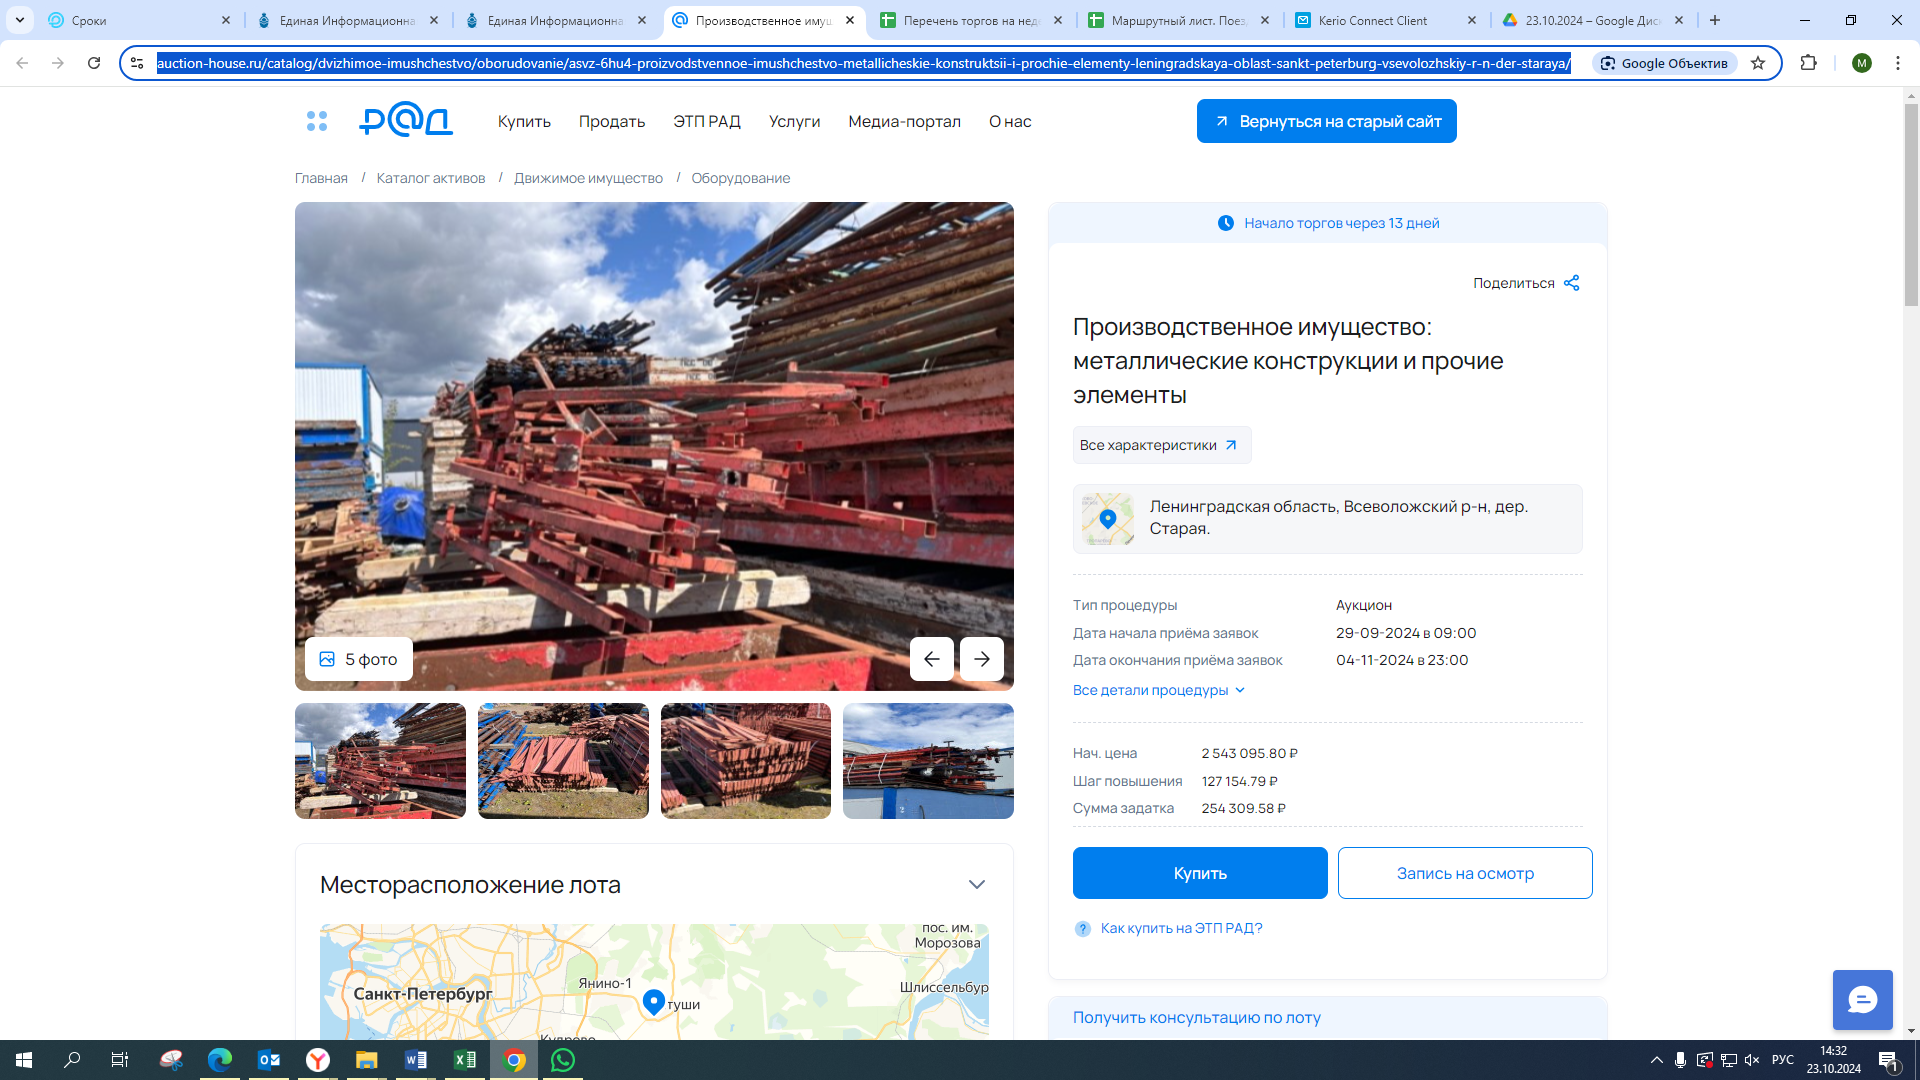 Сроки
Единая Информационна
Единая Информационна
Производственное имущ
Перечень торгов на нед
Маршрутный лист. Поез
Kerio Connect Client
23.10.2024 – Google Дис
auction-house.ru/catalog/dvizhimoe-imushchestvo/oborudovanie/asvz-6hu4-proizvodstvennoe-imushchestvo-metallicheskie-konstruktsii-i-prochie-elementy-leningradskaya-oblast-sankt-peterburg-vsevolozhskiy-r-n-der-staraya/
Google Объектив
M
Р@Д
Купить
Продать
ЭТП РАД
Услуги
Медиа-портал
О нас
Вернуться на старый сайт
Главная / Каталог активов / Движимое имущество / Оборудование
Начало торгов через 13 дней
Поделиться
Производственное имущество:
металлические конструкции и прочие
элементы
Все характеристики
Ленинградская область, Всеволожский р-н, дер.
Старая.
Тип процедуры Аукцион
Дата начала приёма заявок 29-09-2024 в 09:00
Дата окончания приёма заявок 04-11-2024 в 23:00
Все детали процедуры
Нач. цена 2 543 095.80 ₽
Шаг повышения 127 154.79 ₽
Сумма задатка 254 309.58 ₽
Купить
Запись на осмотр
Как купить на ЭТП РАД?
Получить консультацию по лоту
5 фото
Месторасположение лота
пос. им.
Морозова
Янино-1
Санкт-Петербург
туши
Шлиссельбур
Кудрово
РУС
14:32
23.10.2024
1